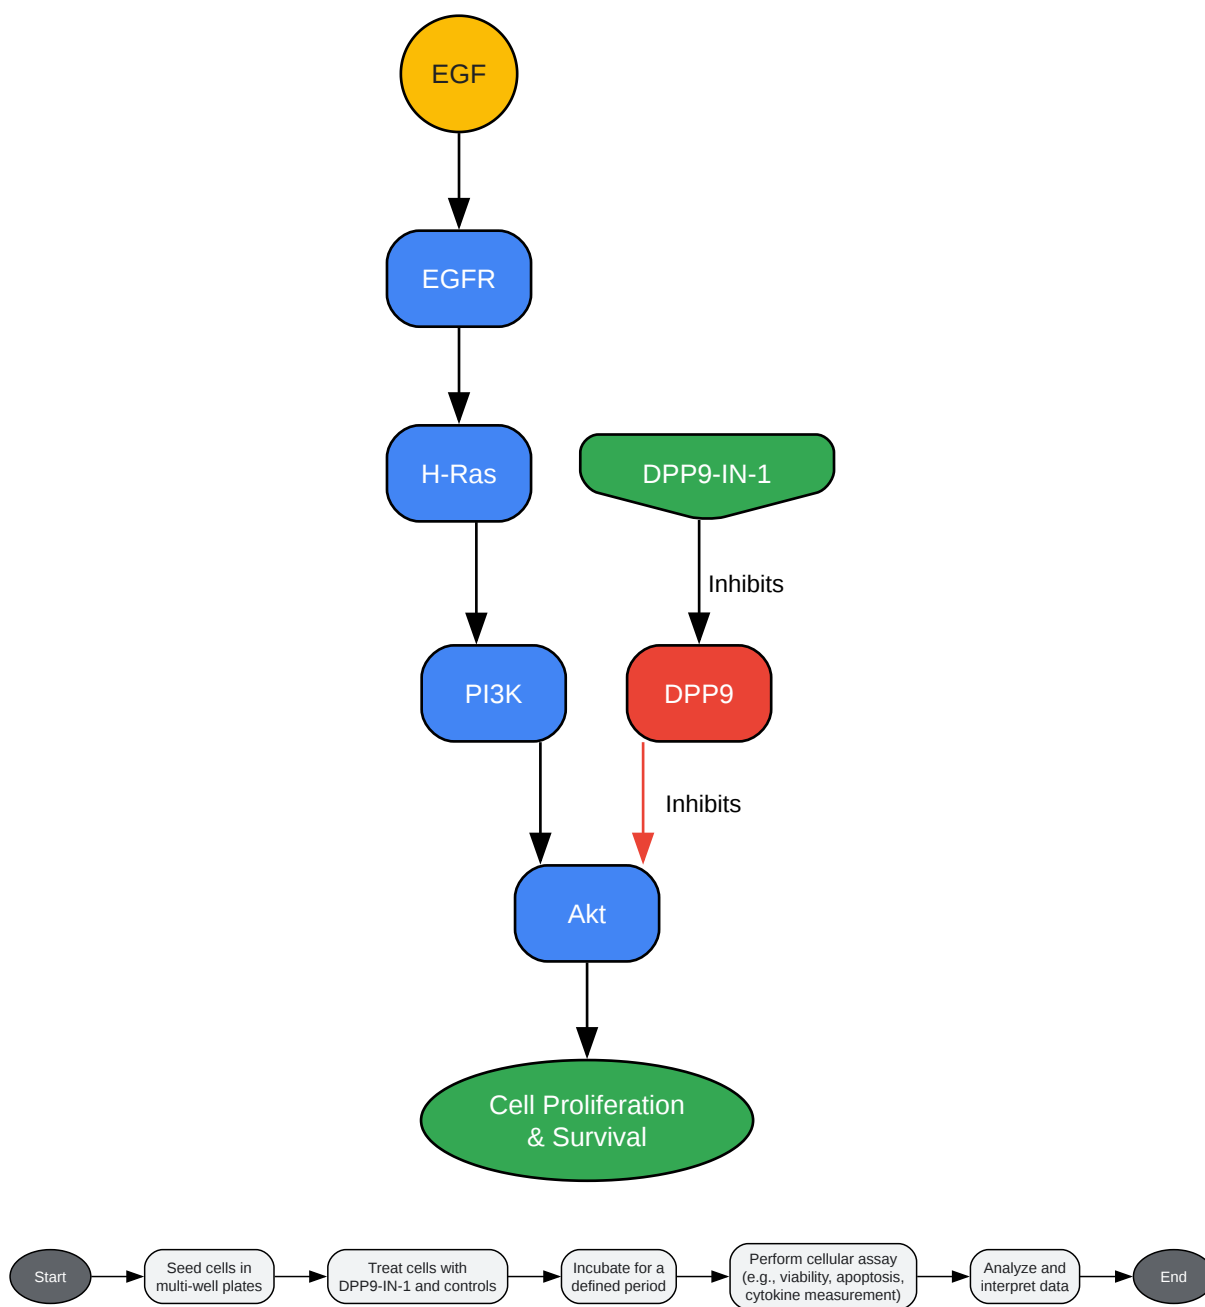 EGF
EGFR
H-Ras
DPP9-IN-1
Inhibits
PI3K
DPP9
Inhibits
Akt
Cell Proliferation
& Survival
Start
Seed cells in
multi-well plates
Treat cells with
DPP9-IN-1 and controls
Incubate for a
defined period
Perform cellular assay
(e.g., viability, apoptosis,
cytokine measurement)
Analyze and
interpret data
End